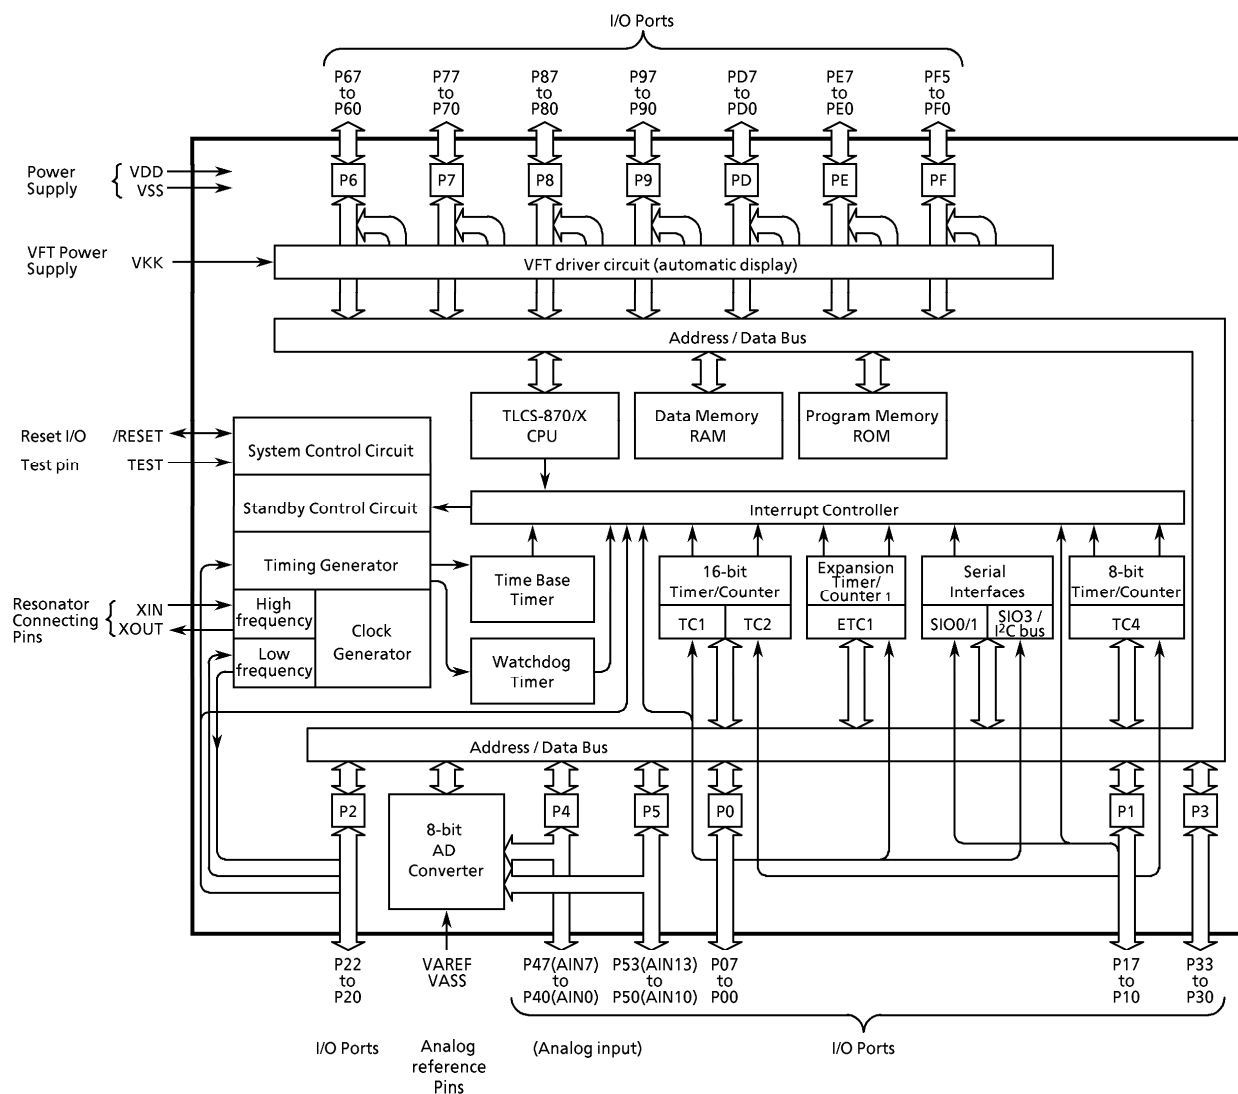 I/O Ports
P67 to P60
P77 to P70
P87 to P80
P97 to P90
PD7 to PD0
PE7 to PE0
PF5 to PF0
Power Supply
VDD
VSS
P6 P7 P8 P9 PD PE PF
VFT Power Supply
VKK
VFT driver circuit (automatic display)
Address / Data Bus
TLCS-870/X CPU
Data Memory RAM
Program Memory ROM
Reset I/O /RESET
Test pin TEST
System Control Circuit
Standby Control Circuit
Interrupt Controller
Timing Generator
Time Base Timer
16-bit Timer/Counter
TC1 TC2
Expansion Timer/ Counter 1
ETC1
Serial Interfaces
SIO0/1
SIO3 / I2C bus
8-bit Timer/Counter
TC4
Resonator Connecting Pins
XIN
XOUT
High frequency
Low frequency
Clock Generator
Watchdog Timer
Address / Data Bus
P2
8-bit AD Converter
P4 P5 P0 P1 P3
P22 to P20
VAREF
VASS
P47(AIN7) to P40(AIN0)
P53(AIN13) to P50(AIN10)
P07 to P00
P17 to P10
P33 to P30
I/O Ports
Analog reference Pins
(Analog input)
I/O Ports